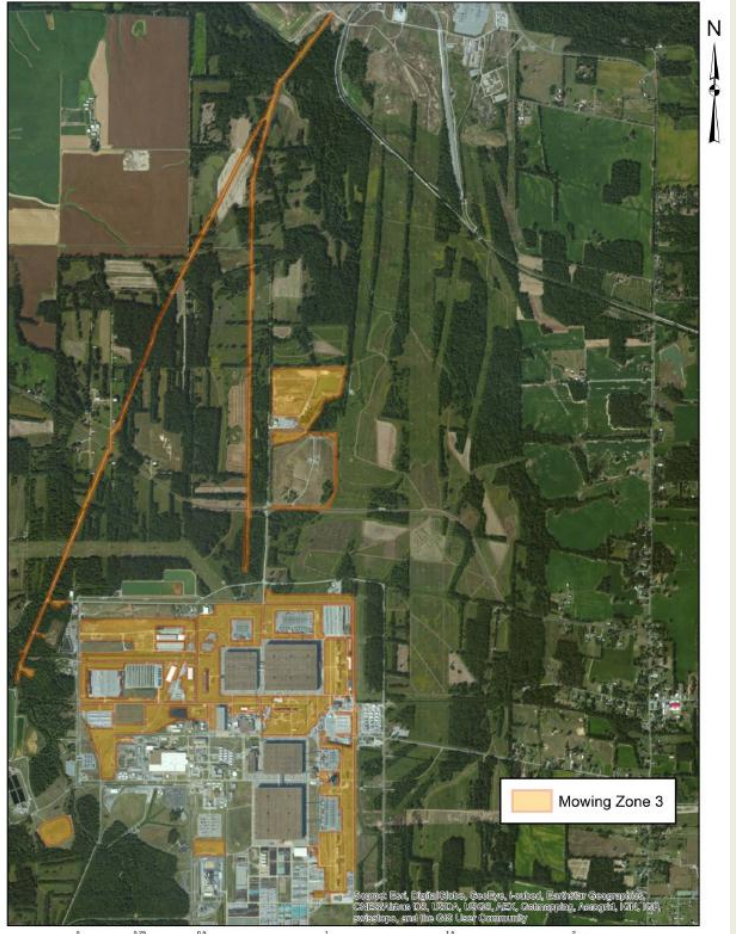 N
Mowing Zone 3
Source: Esri, DigitalGlobe, GeoEye, i-cubed, Earthstar Geographics,
CNES/Airbus DS, USDA, USGS, AEX, Getmapping, Aerogrid, IGN, IGP,
swisstopo, and the GIS User Community